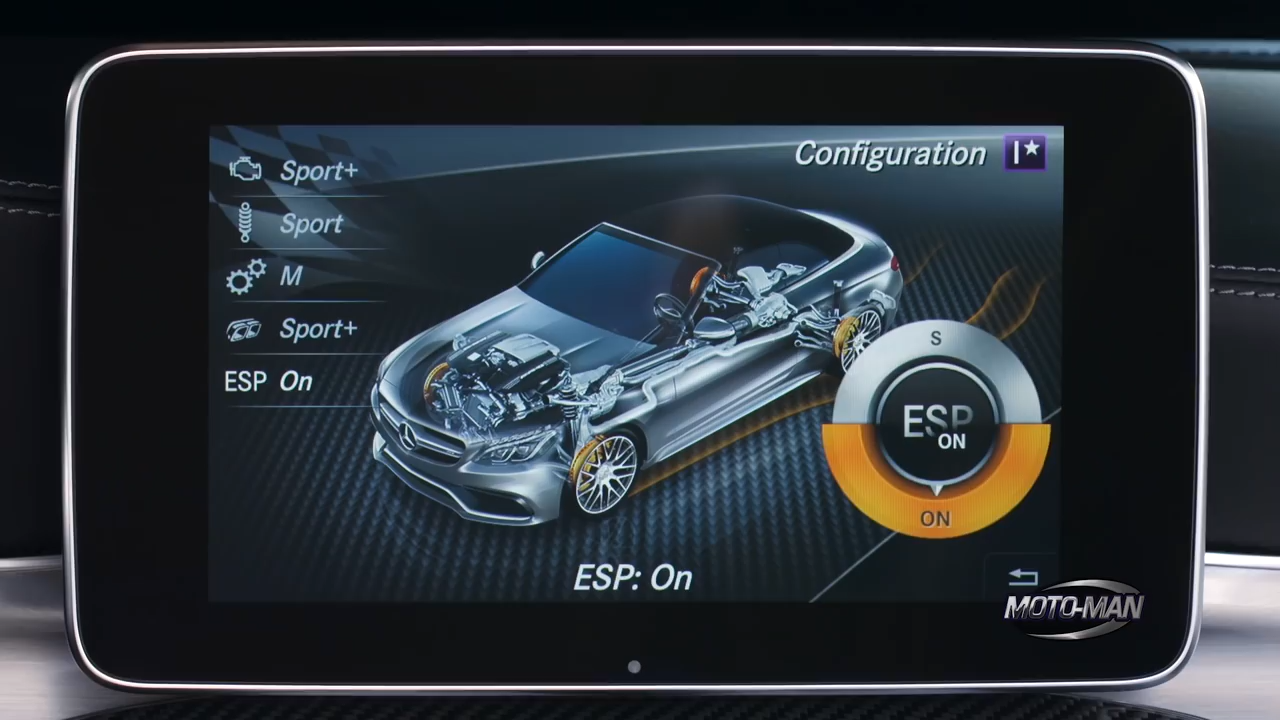 Configuration I★
Sport+
Sport
M
Sport+
ESP On
S
ESP
ON
ON
ESP: On
MOTO-MAN